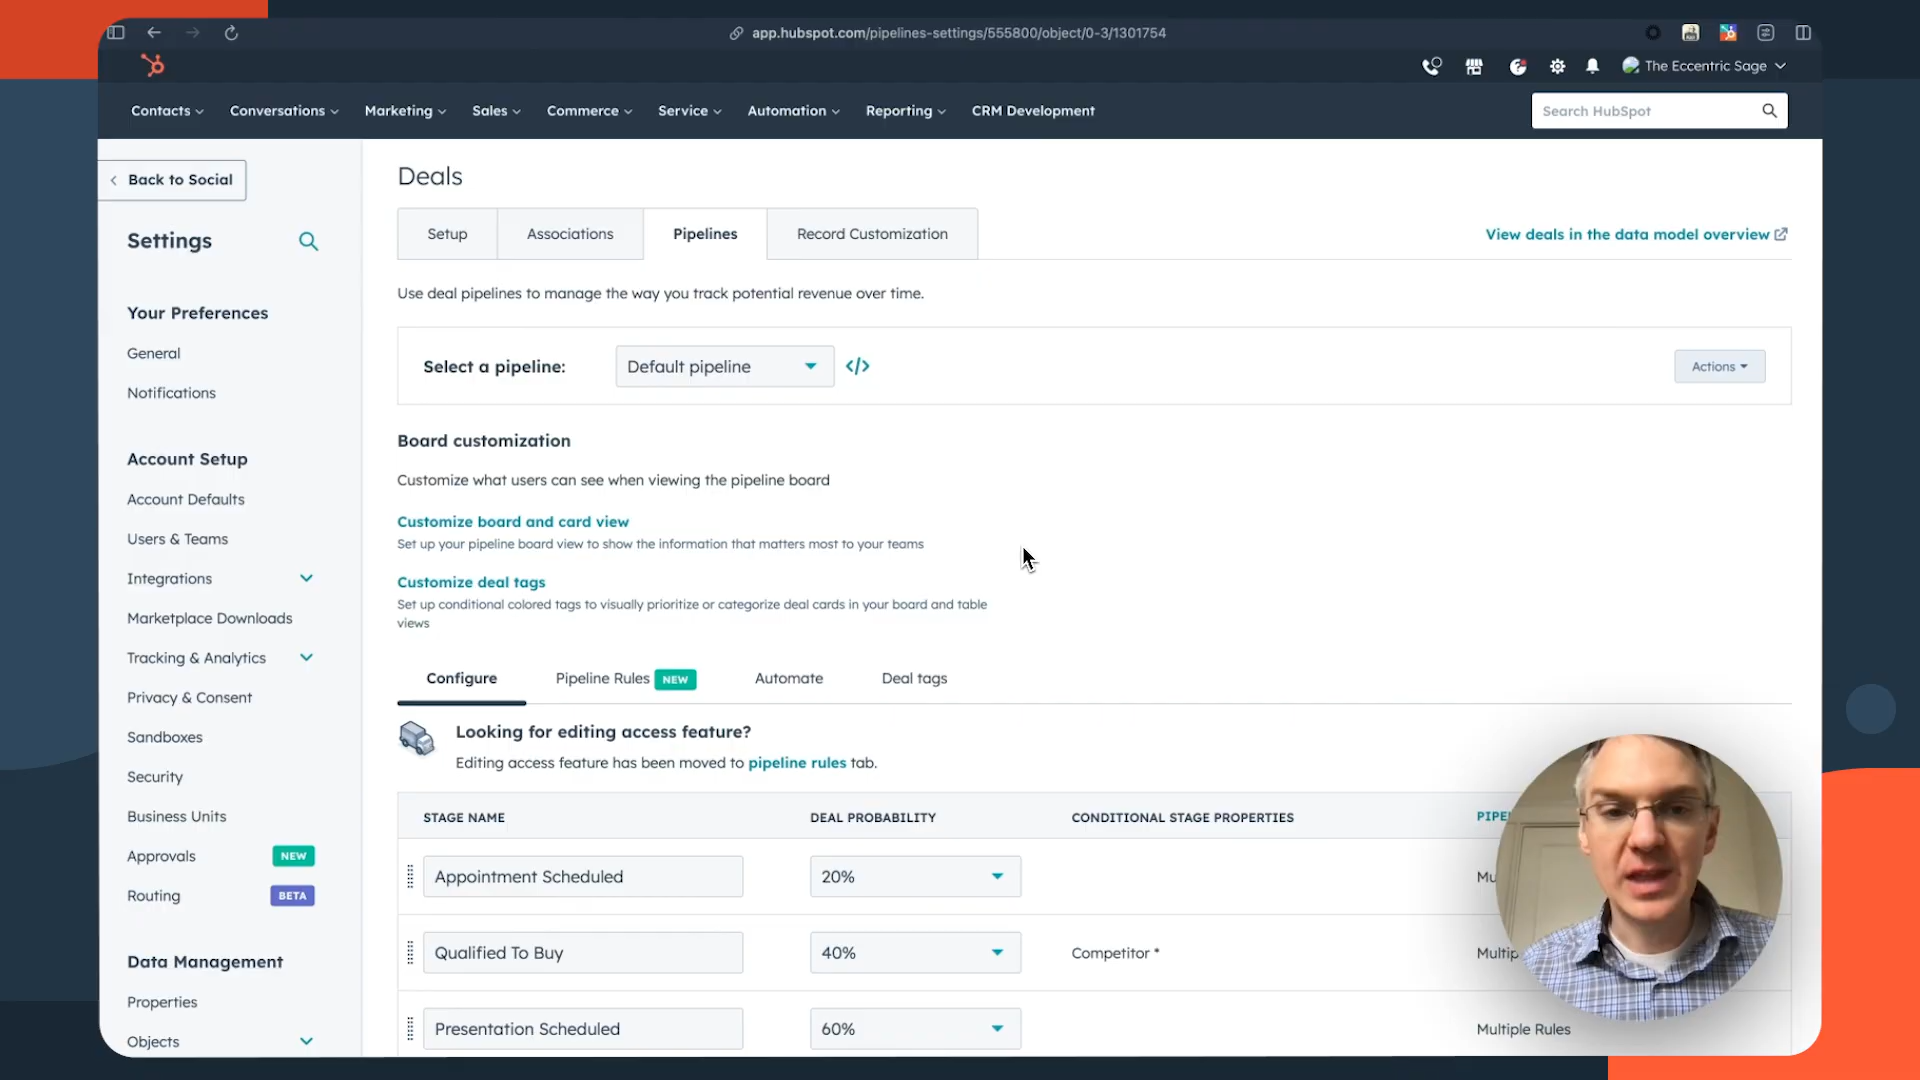 app.hubspot.com/pipelines-settings/555800/object/0-3/1301754
The Eccentric Sage
Contacts
Conversations
Marketing
Sales
Commerce
Service
Automation
Reporting
CRM Development
Search HubSpot
Back to Social
Settings
Your Preferences
General
Notifications
Account Setup
Account Defaults
Users & Teams
Integrations
Marketplace Downloads
Tracking & Analytics
Privacy & Consent
Sandboxes
Security
Business Units
Approvals NEW
Routing BETA
Data Management
Properties
Objects
Deals
Setup
Associations
Pipelines
Record Customization
View deals in the data model overview
Use deal pipelines to manage the way you track potential revenue over time.
Select a pipeline:
Default pipeline
</>
Actions
Board customization
Customize what users can see when viewing the pipeline board
Customize board and card view
Set up your pipeline board view to show the information that matters most to your teams
Customize deal tags
Set up conditional colored tags to visually prioritize or categorize deal cards in your board and table
views
Configure
Pipeline Rules NEW
Automate
Deal tags
Looking for editing access feature?
Editing access feature has been moved to pipeline rules tab.
STAGE NAME
DEAL PROBABILITY
CONDITIONAL STAGE PROPERTIES
Appointment Scheduled
20%
Qualified To Buy
40%
Competitor *
Presentation Scheduled
60%
Multiple Rules